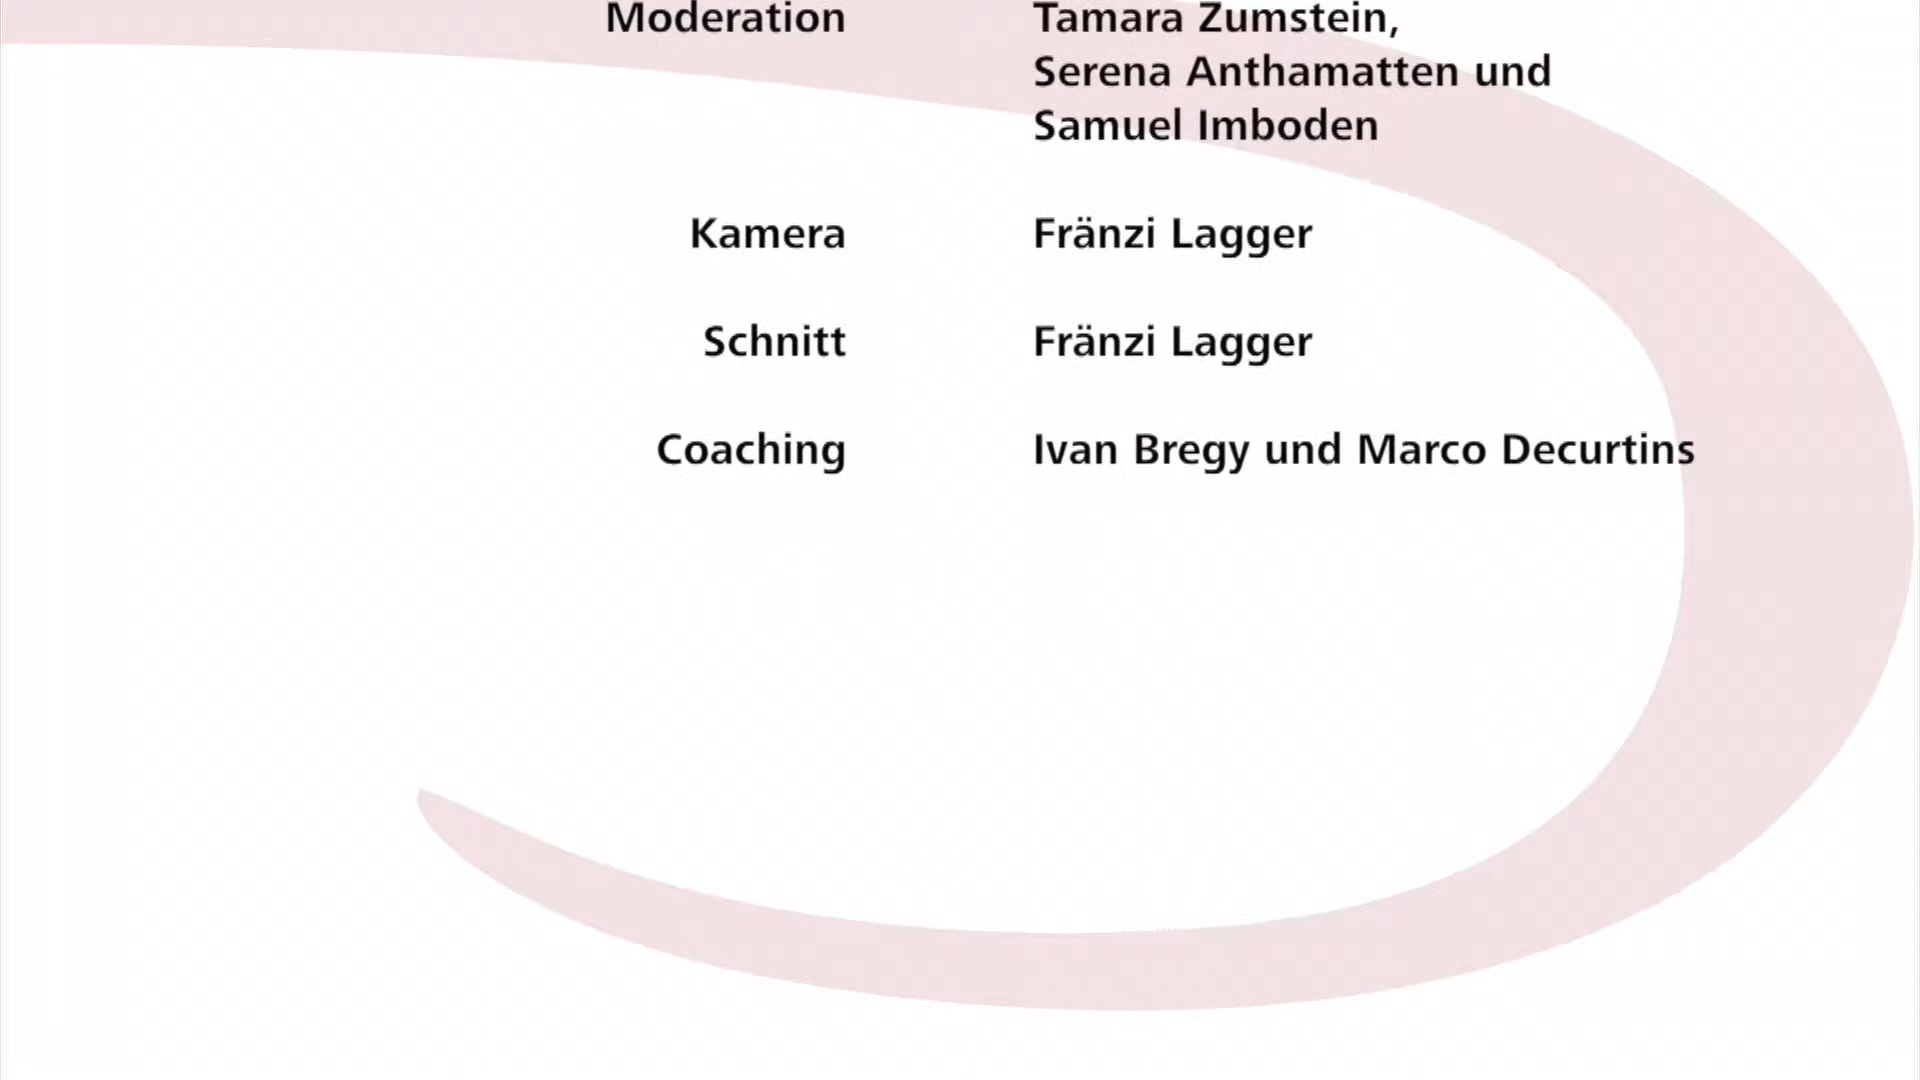 Moderation Tamara Zumstein,
Serena Anthamatten und
Samuel Imboden
Kamera Fränzi Lagger
Schnitt Fränzi Lagger
Coaching Ivan Bregy und Marco Decurtins